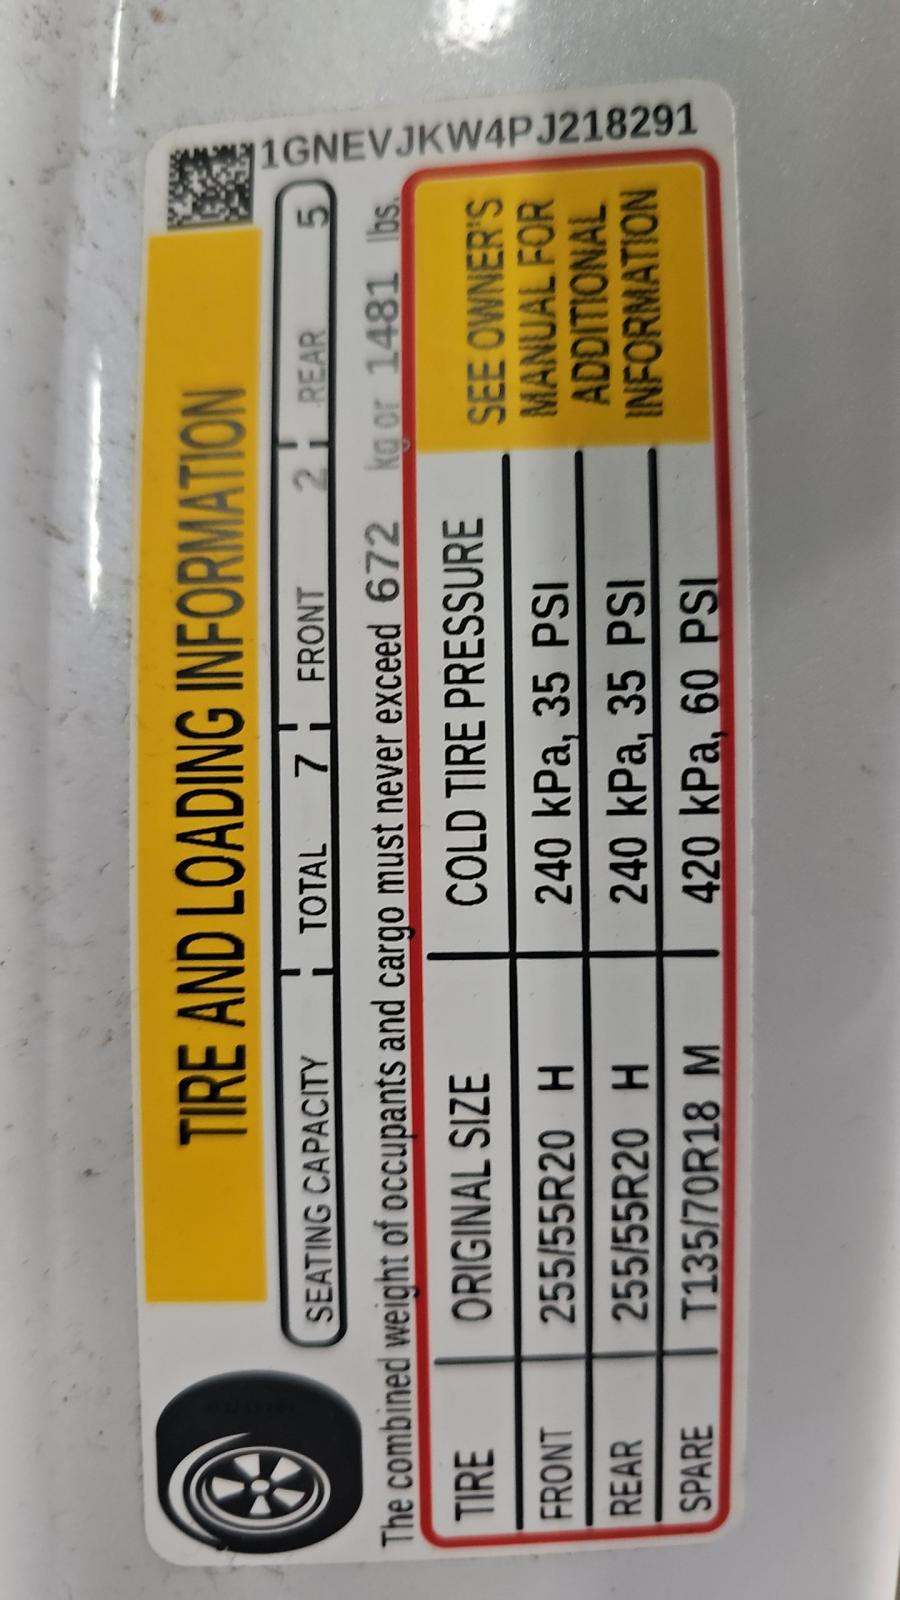 1GNEVJKW4PJ218291
TIRE AND LOADING INFORMATION
SEATING CAPACITY TOTAL 7 FRONT 2 REAR 5
The combined weight of occupants and cargo must never exceed 672 kg or 1481 lbs.
TIRE ORIGINAL SIZE COLD TIRE PRESSURE
FRONT 255/55R20 H 240 kPa, 35 PSI
REAR 255/55R20 H 240 kPa, 35 PSI
SPARE T135/70R18 M 420 kPa, 60 PSI
SEE OWNER'S
MANUAL FOR
ADDITIONAL
INFORMATION